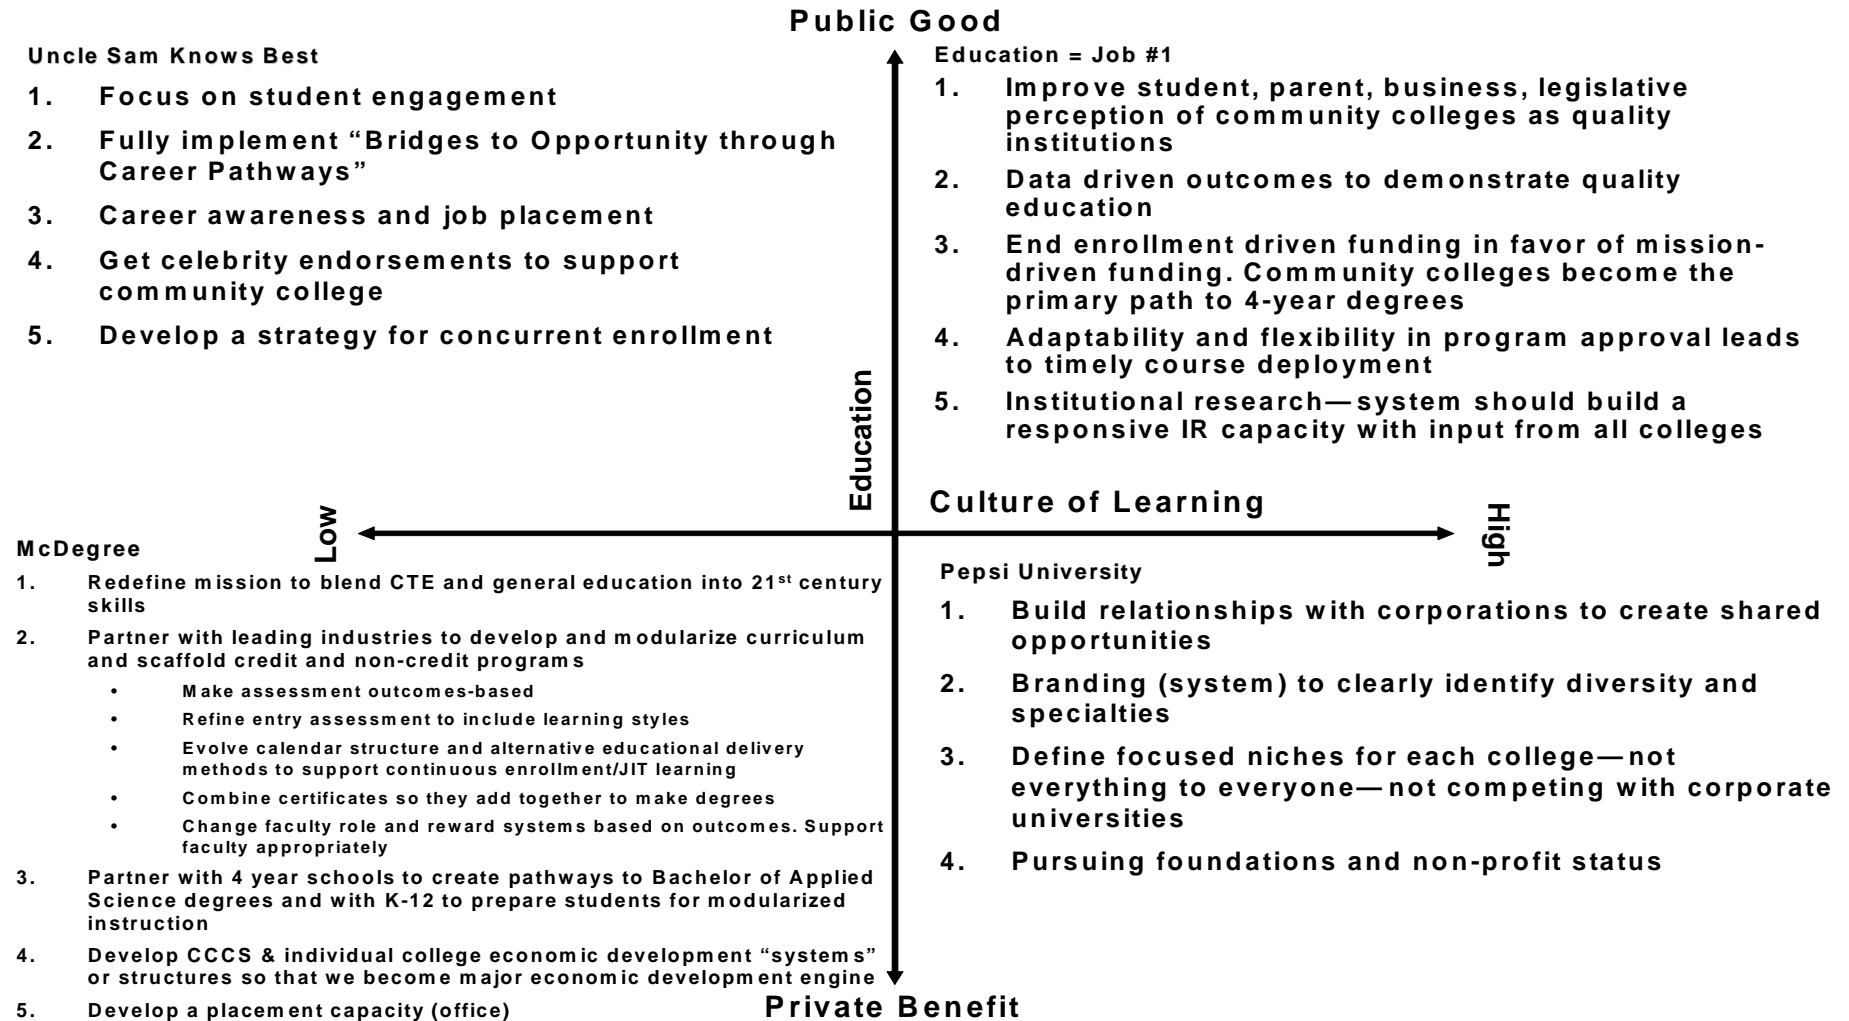 Public Good
Uncle Sam Knows Best
1. Focus on student engagement
2. Fully implement “Bridges to Opportunity through
Career Pathways”
3. Career awareness and job placement
4. Get celebrity endorsements to support
community college
5. Develop a strategy for concurrent enrollment
Education = Job #1
1. Improve student, parent, business, legislative
perception of community colleges as quality
institutions
2. Data driven outcomes to demonstrate quality
education
3. End enrollment driven funding in favor of mission-
driven funding. Community colleges become the
primary path to 4-year degrees
4. Adaptability and flexibility in program approval leads
to timely course deployment
5. Institutional research—system should build a
responsive IR capacity with input from all colleges
Education
Culture of Learning
Low
High
McDegree
1. Redefine mission to blend CTE and general education into 21st century
skills
2. Partner with leading industries to develop and modularize curriculum
and scaffold credit and non-credit programs
• Make assessment outcomes-based
• Refine entry assessment to include learning styles
• Evolve calendar structure and alternative educational delivery
methods to support continuous enrollment/JIT learning
• Combine certificates so they add together to make degrees
• Change faculty role and reward systems based on outcomes. Support
faculty appropriately
3. Partner with 4 year schools to create pathways to Bachelor of Applied
Science degrees and with K-12 to prepare students for modularized
instruction
4. Develop CCCS & individual college economic development “systems”
or structures so that we become major economic development engine
5. Develop a placement capacity (office)
Pepsi University
1. Build relationships with corporations to create shared
opportunities
2. Branding (system) to clearly identify diversity and
specialties
3. Define focused niches for each college—not
everything to everyone—not competing with corporate
universities
4. Pursuing foundations and non-profit status
Private Benefit